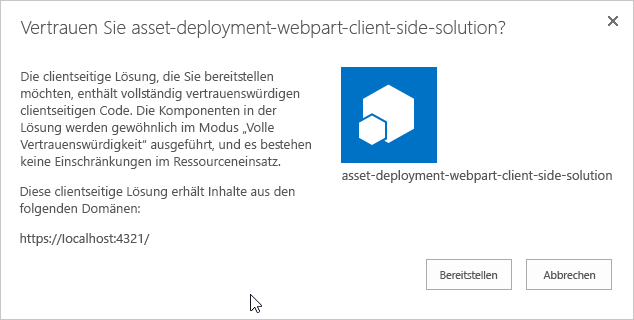 Vertrauen Sie asset-deployment-webpart-client-side-solution?
Die clientseitige Lösung, die Sie bereitstellen
möchten, enthält vollständig vertrauenswürdigen
clientseitigen Code. Die Komponenten in der
Lösung werden gewöhnlich im Modus „Volle
Vertrauenswürdigkeit“ ausgeführt, und es bestehen
keine Einschränkungen im Ressourceneinsatz.
Diese clientseitige Lösung erhält Inhalte aus den
folgenden Domänen:
https://localhost:4321/
asset-deployment-webpart-client-side-solution
Bereitstellen
Abbrechen